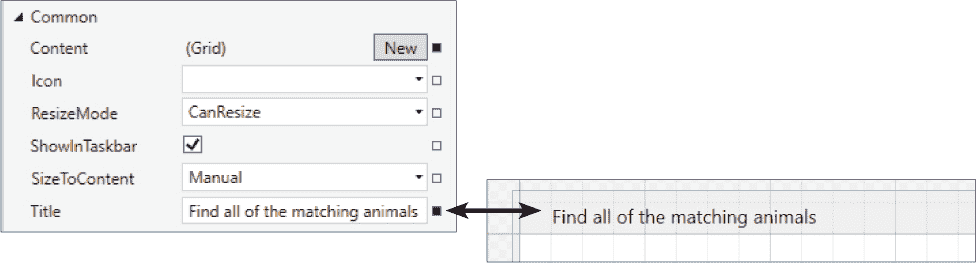 Common
Content (Grid) New
Icon
ResizeMode CanResize
ShowInTaskbar
SizeToContent Manual
Title Find all of the matching animals
Find all of the matching animals